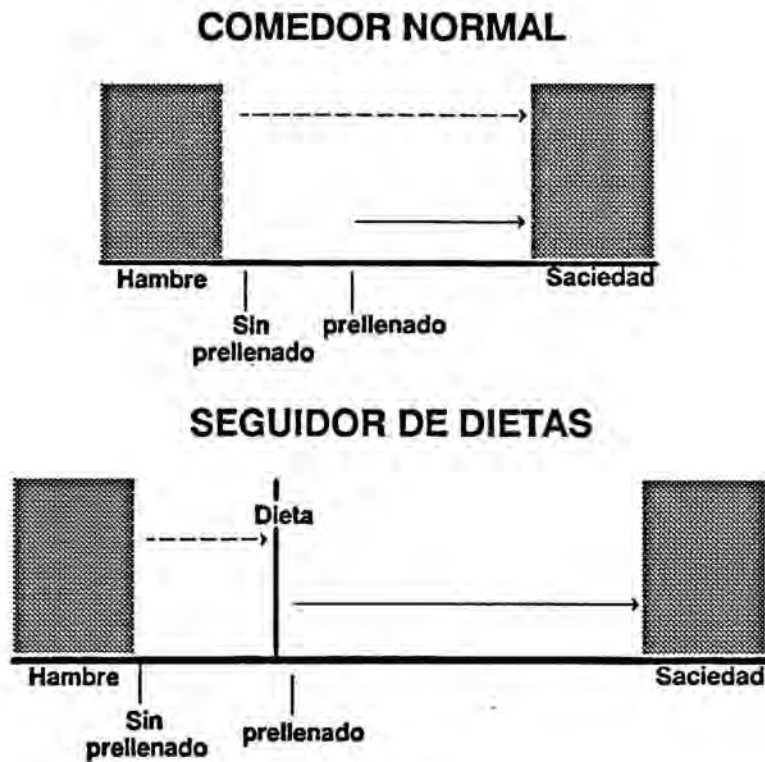 COMEDOR NORMAL
Hambre
Saciedad
Sin
prellenado
prellenado
SEGUIDOR DE DIETAS
Dieta
Hambre
Saciedad
Sin
prellenado
prellenado